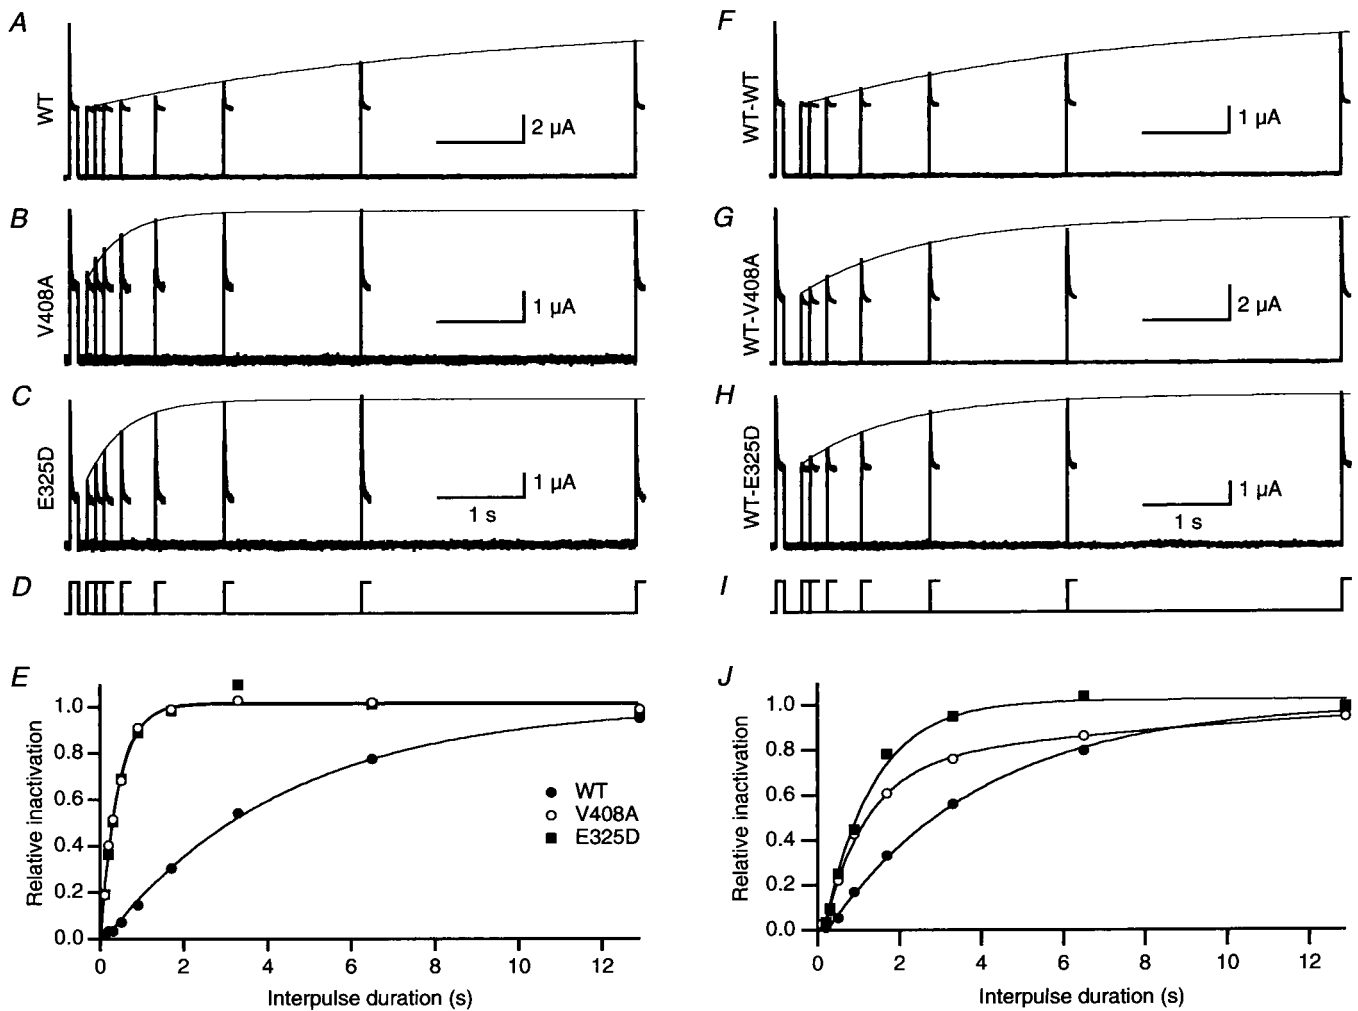 A
WT
2 µA
B
V408A
1 µA
C
E325D
1 µA
1 s
D
E
Relative inactivation
1.0
0.8
0.6
0.4
0.2
0.0
0 2 4 6 8 10 12
Interpulse duration (s)
WT
V408A
E325D
F
WT-WT
1 µA
G
WT-V408A
2 µA
H
WT-E325D
1 µA
1 s
I
J
Relative inactivation
1.0
0.8
0.6
0.4
0.2
0.0
0 2 4 6 8 10 12
Interpulse duration (s)